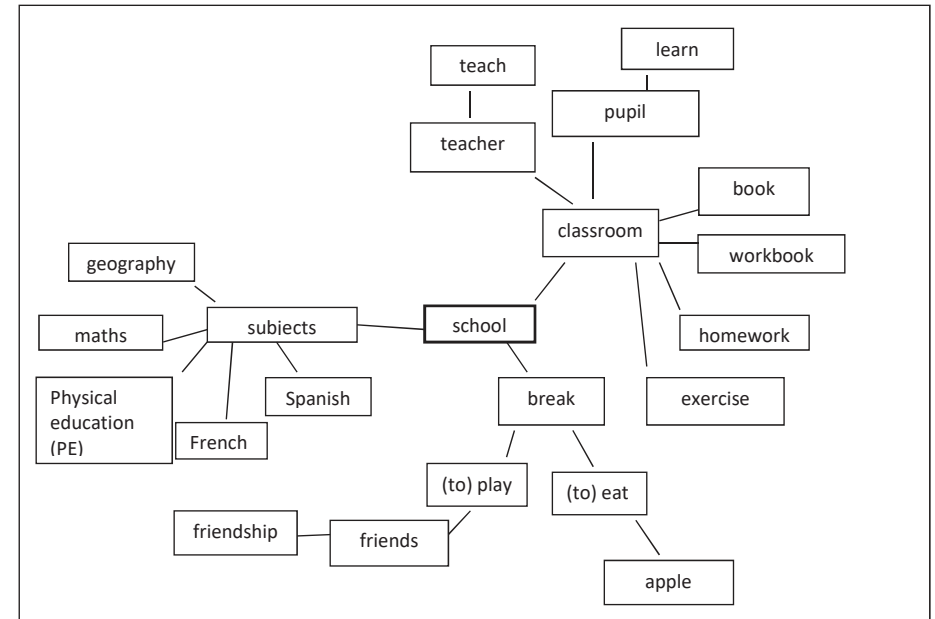 learn
teach
pupil
teacher
book
classroom
workbook
geography
school
subjects
maths
homework
Physical
education
(PE)
Spanish
break
exercise
French
(to) play
(to) eat
friendship
friends
apple